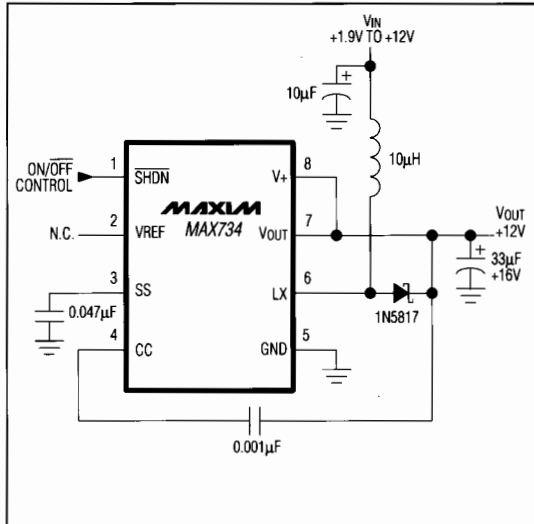 VIN
+1.9V TO +12V
10µF
+
10µH
ON/OFF
CONTROL
1
SHDN
V+
8
MAXIM
MAX734
N.C.
2
VREF
VOUT
7
VOUT
+12V
+
33µF
+16V
3
SS
LX
6
1N5817
0.047µF
4
CC
GND
5
0.001µF